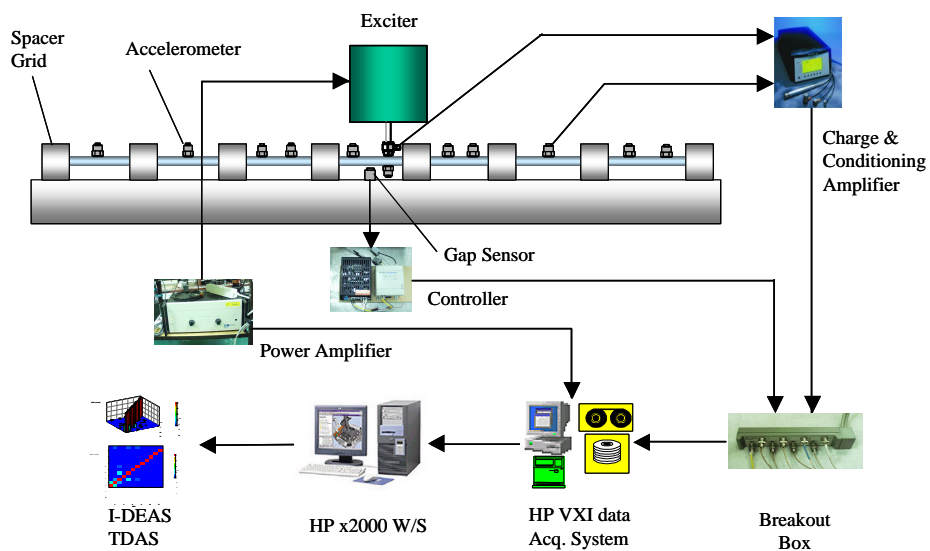 Exciter
Spacer
Grid
Accelerometer
Charge &
Conditioning
Amplifier
Gap Sensor
Controller
Power Amplifier
I-DEAS
TDAS
HP x2000 W/S
HP VXI data
Acq. System
Breakout
Box